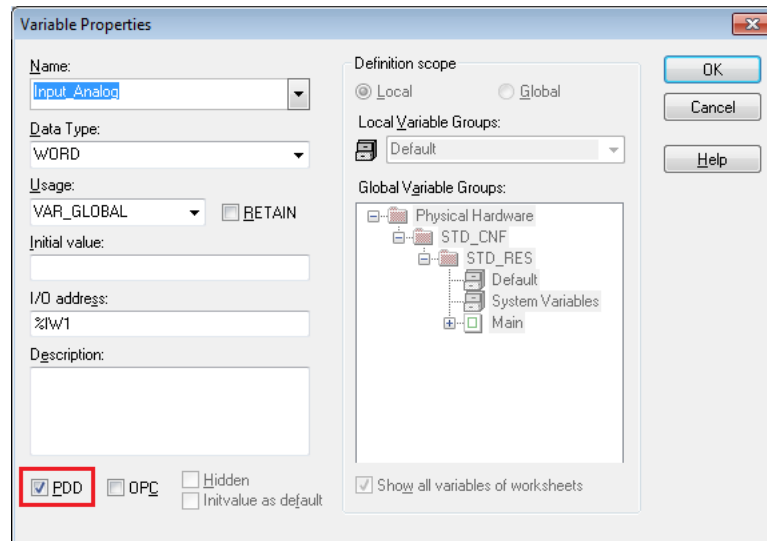 Variable Properties
Name:
Input_Analog
Data Type:
WORD
Usage:
VAR_GLOBAL
RETAIN
Initial value:
I/O address:
%IW1
Description:
PDD
OPC
Hidden
Initvalue as default
Definition scope
Local
Global
Local Variable Groups:
Default
Global Variable Groups:
Physical Hardware
STD_CNF
STD_RES
Default
System Variables
Main
Show all variables of worksheets
OK
Cancel
Help